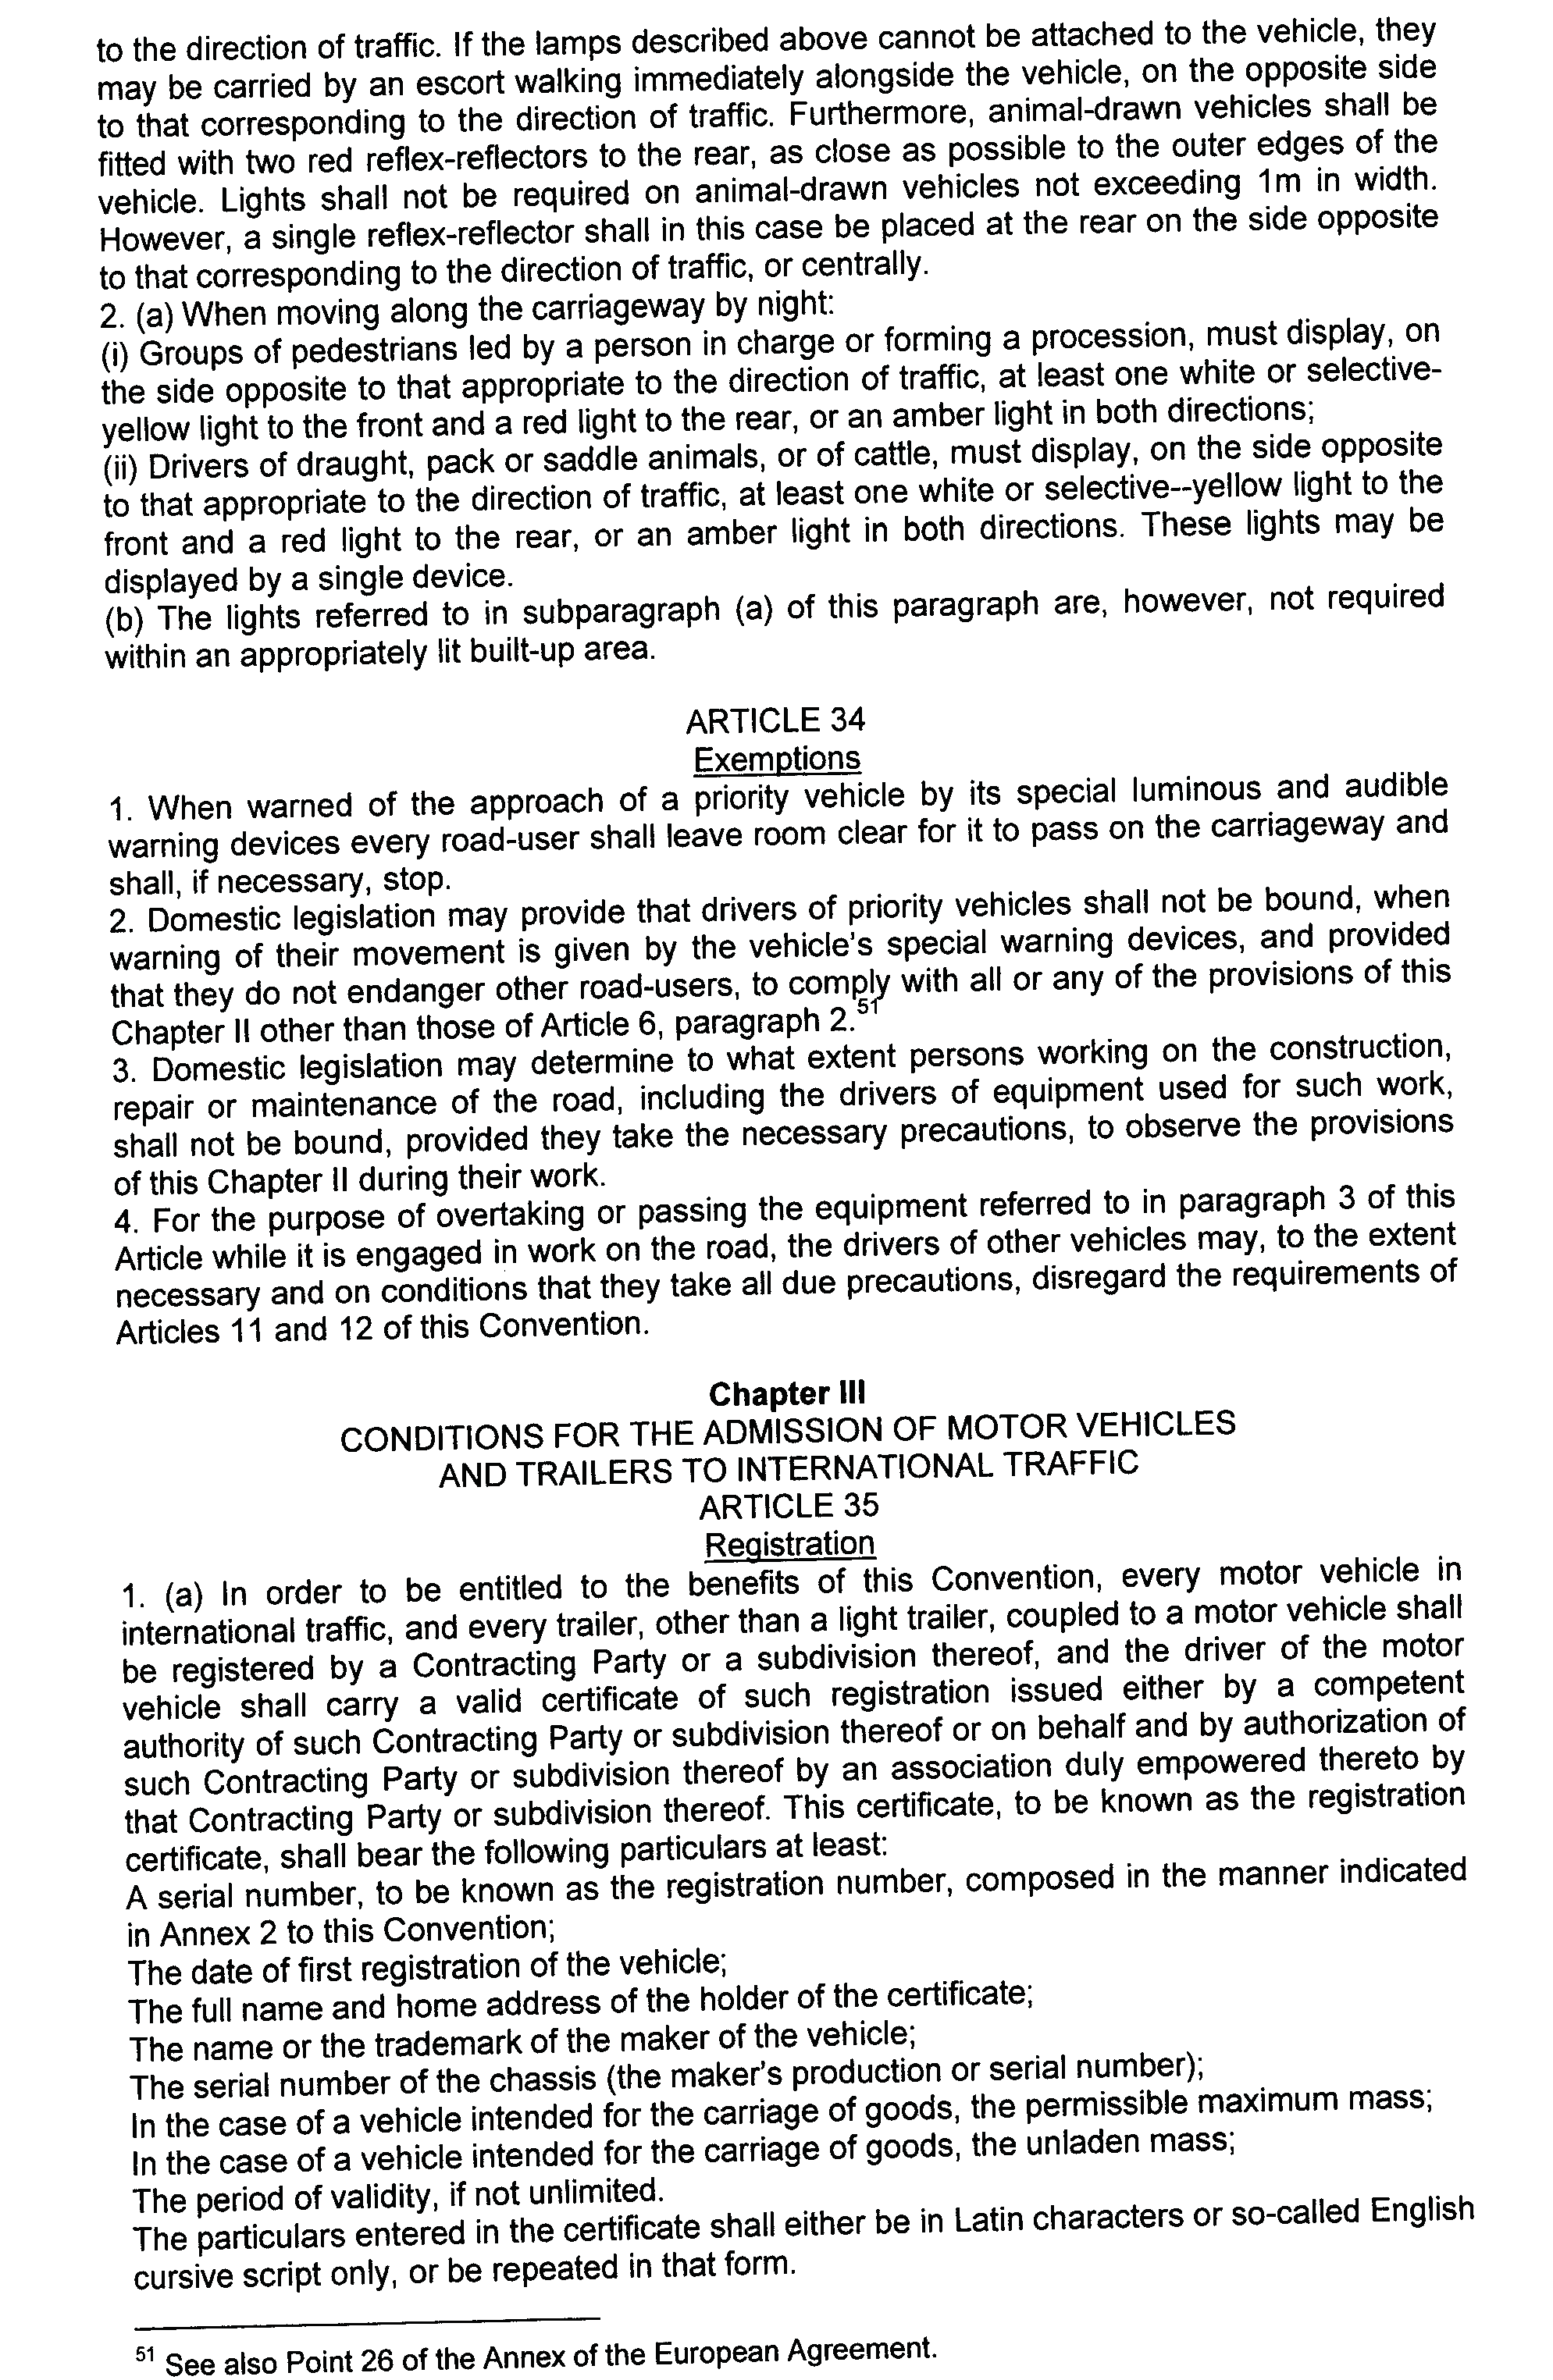 to the direction of traffic. If the lamps described above cannot be attached to the vehicle, they
may be carried by an escort walking immediately alongside the vehicle, on the opposite side
to that corresponding to the direction of traffic. Furthermore, animal-drawn vehicles shall be
fitted with two red reflex-reflectors to the rear, as close as possible to the outer edges of the
vehicle. Lights shall not be required on animal-drawn vehicles not exceeding 1m in width.
However, a single reflex-reflector shall in this case be placed at the rear on the side opposite
to that corresponding to the direction of traffic, or centrally.
2. (a) When moving along the carriageway by night:
(i) Groups of pedestrians led by a person in charge or forming a procession, must display, on
the side opposite to that appropriate to the direction of traffic, at least one white or selective-
yellow light to the front and a red light to the rear, or an amber light in both directions;
(ii) Drivers of draught, pack or saddle animals, or of cattle, must display, on the side opposite
to that appropriate to the direction of traffic, at least one white or selective--yellow light to the
front and a red light to the rear, or an amber light in both directions. These lights may be
displayed by a single device.
(b) The lights referred to in subparagraph (a) of this paragraph are, however, not required
within an appropriately lit built-up area.
ARTICLE 34
Exemptions
1. When warned of the approach of a priority vehicle by its special luminous and audible
warning devices every road-user shall leave room clear for it to pass on the carriageway and
shall, if necessary, stop.
2. Domestic legislation may provide that drivers of priority vehicles shall not be bound, when
warning of their movement is given by the vehicle's special warning devices, and provided
that they do not endanger other road-users, to comply with all or any of the provisions of this
Chapter II other than those of Article 6, paragraph 2.51
3. Domestic legislation may determine to what extent persons working on the construction,
repair or maintenance of the road, including the drivers of equipment used for such work,
shall not be bound, provided they take the necessary precautions, to observe the provisions
of this Chapter II during their work.
4. For the purpose of overtaking or passing the equipment referred to in paragraph 3 of this
Article while it is engaged in work on the road, the drivers of other vehicles may, to the extent
necessary and on conditions that they take all due precautions, disregard the requirements of
Articles 11 and 12 of this Convention.
Chapter III
CONDITIONS FOR THE ADMISSION OF MOTOR VEHICLES
AND TRAILERS TO INTERNATIONAL TRAFFIC
ARTICLE 35
Registration
1. (a) In order to be entitled to the benefits of this Convention, every motor vehicle in
international traffic, and every trailer, other than a light trailer, coupled to a motor vehicle shall
be registered by a Contracting Party or a subdivision thereof, and the driver of the motor
vehicle shall carry a valid certificate of such registration issued either by a competent
authority of such Contracting Party or subdivision thereof or on behalf and by authorization of
such Contracting Party or subdivision thereof by an association duly empowered thereto by
that Contracting Party or subdivision thereof. This certificate, to be known as the registration
certificate, shall bear the following particulars at least:
A serial number, to be known as the registration number, composed in the manner indicated
in Annex 2 to this Convention;
The date of first registration of the vehicle;
The full name and home address of the holder of the certificate;
The name or the trademark of the maker of the vehicle;
The serial number of the chassis (the maker's production or serial number);
In the case of a vehicle intended for the carriage of goods, the permissible maximum mass;
In the case of a vehicle intended for the carriage of goods, the unladen mass;
The period of validity, if not unlimited.
The particulars entered in the certificate shall either be in Latin characters or so-called English
cursive script only, or be repeated in that form.
51 See also Point 26 of the Annex of the European Agreement.